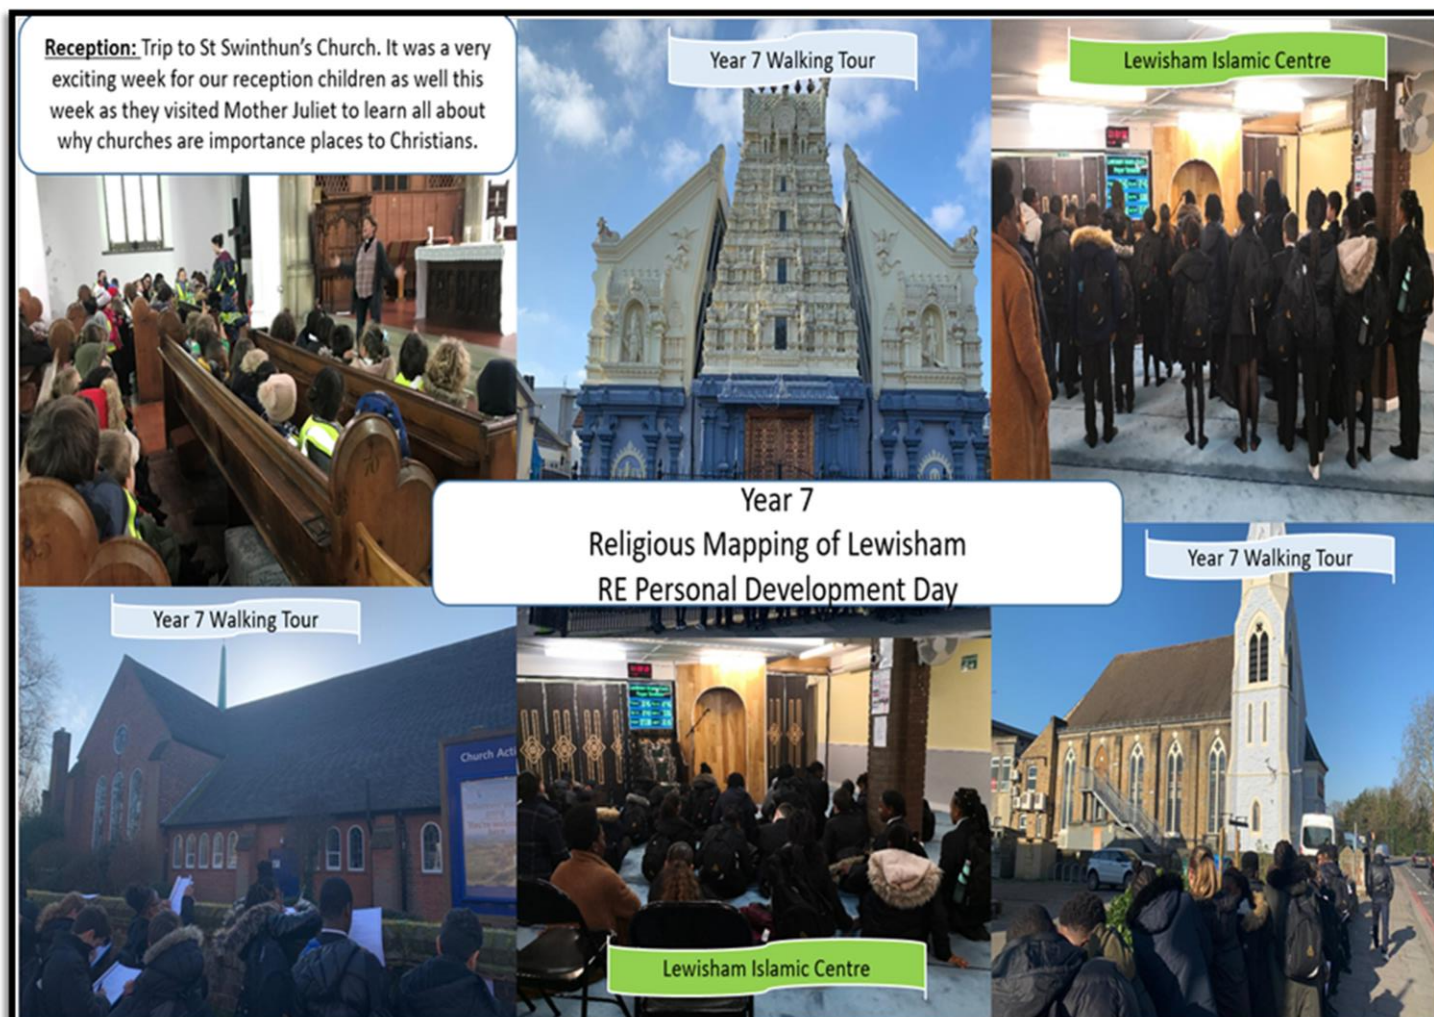 Reception: Trip to St Swinthun's Church. It was a very
exciting week for our reception children as well this
week as they visited Mother Juliet to learn all about
why churches are importance places to Christians.
Year 7 Walking Tour
Lewisham Islamic Centre
Year 7
Religious Mapping of Lewisham
RE Personal Development Day
Year 7 Walking Tour
Year 7 Walking Tour
Church Acti
Lewisham Islamic Centre